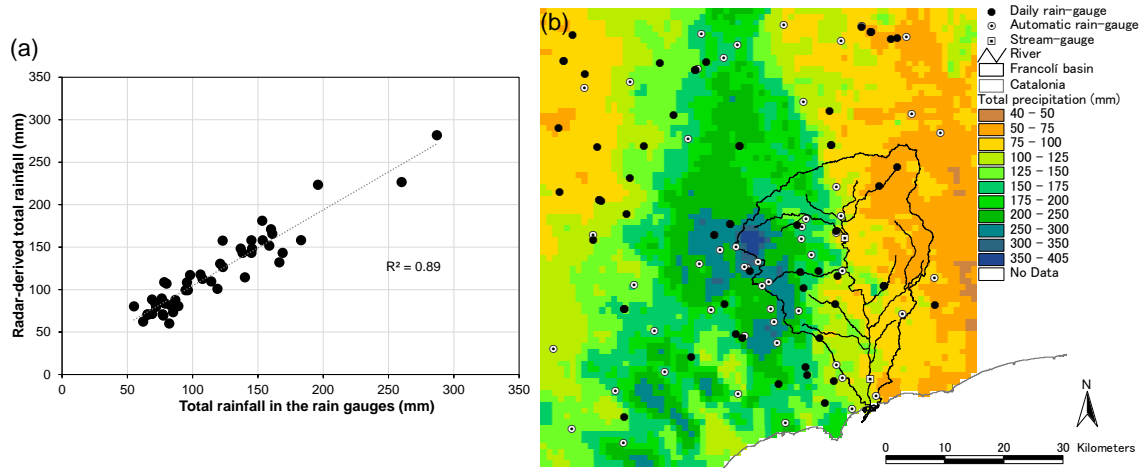 (a)
350
300
250
200
150
100
50
0
0 50 100 150 200 250 300 350
Radar-derived total rainfall (mm)
Total rainfall in the rain gauges (mm)
R² = 0.89
(b)
Daily rain-gauge
Automatic rain-gauge
Stream-gauge
River
Francolí basin
Catalonia
Total precipitation (mm)
40 - 50
50 - 75
75 - 100
100 - 125
125 - 150
150 - 175
175 - 200
200 - 250
250 - 300
300 - 350
350 - 405
No Data
N
0 10 20 30
Kilometers